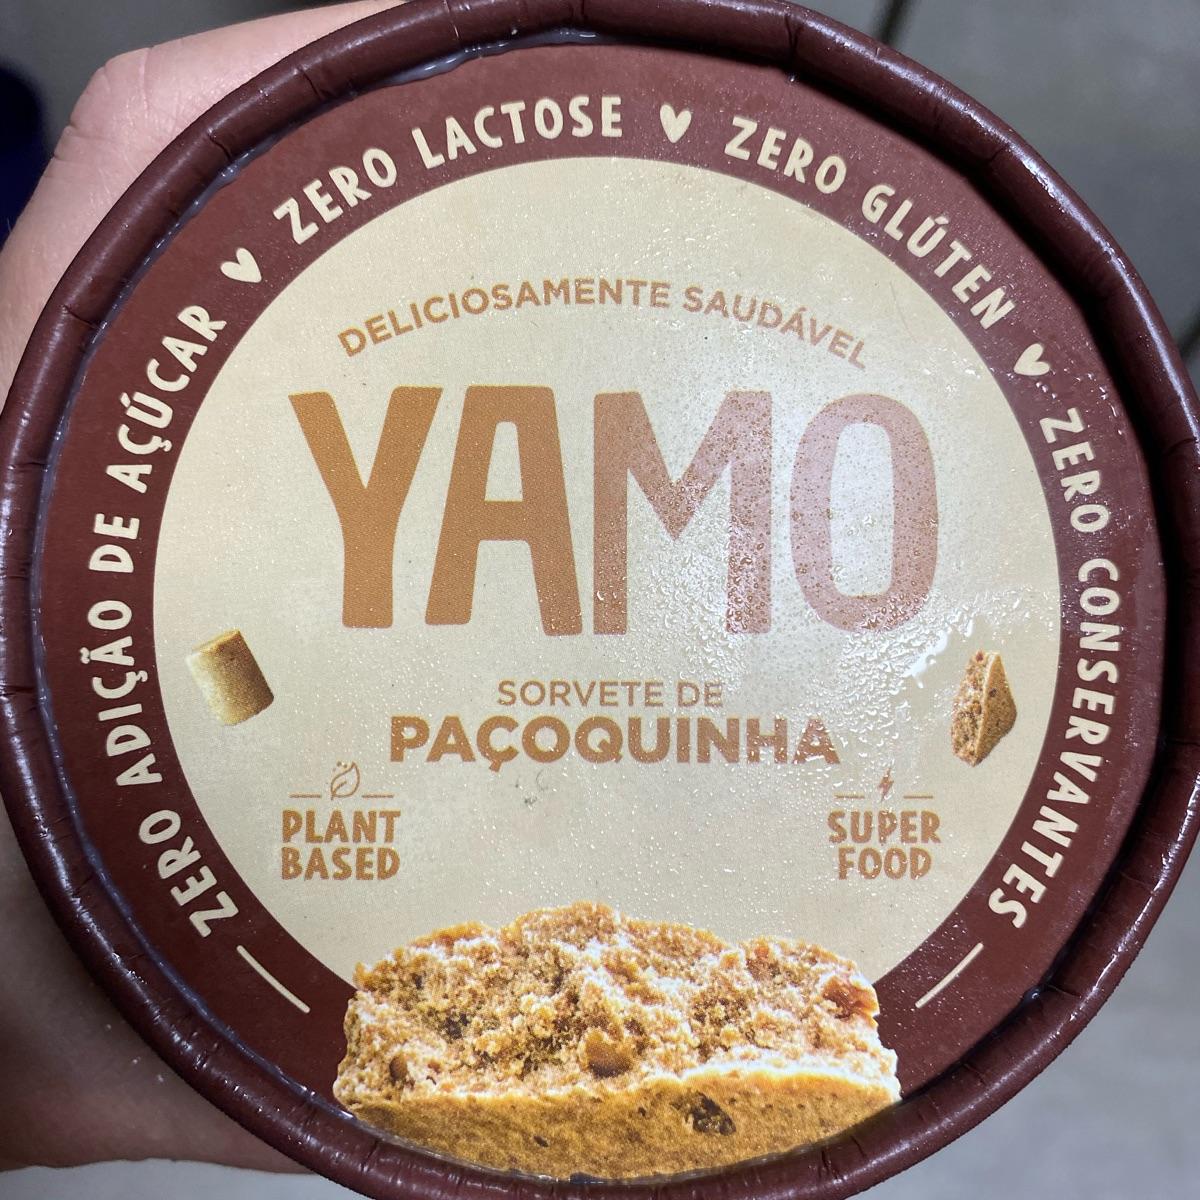 ZERO ADIÇÃO DE AÇÚCAR ♥ ZERO LACTOSE ♥ ZERO GLÚTEN ♥ ZERO CONSERVANTES
DELICIOSAMENTE SAUDÁVEL
YAMO
SORVETE DE
PAÇOQUINHA
PLANT
BASED
SUPER
FOOD